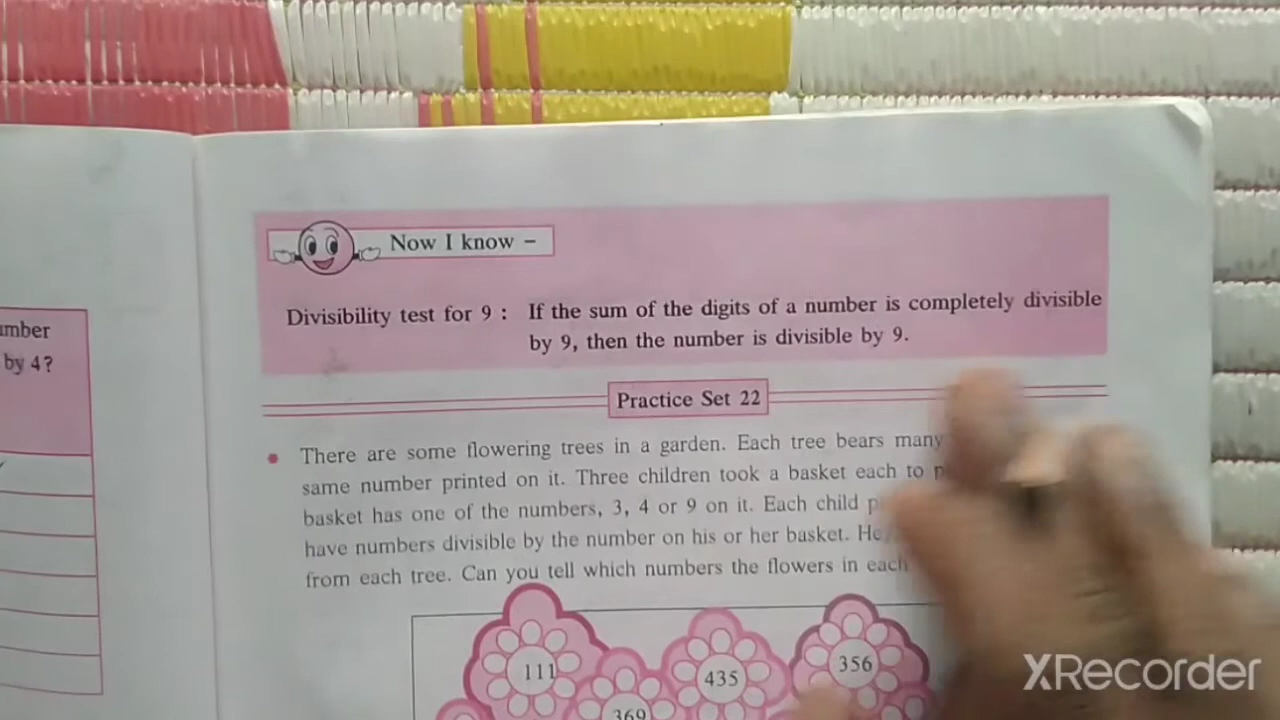 Now I know –
Divisibility test for 9 : If the sum of the digits of a number is completely divisible
by 9, then the number is divisible by 9.
by 4?
Practice Set 22
There are some flowering trees in a garden. Each tree bears many
same number printed on it. Three children took a basket each to
basket has one of the numbers, 3, 4 or 9 on it. Each child
have numbers divisible by the number on his or her basket.
from each tree. Can you tell which numbers the flowers in each
111
435
356
369
XRecorder